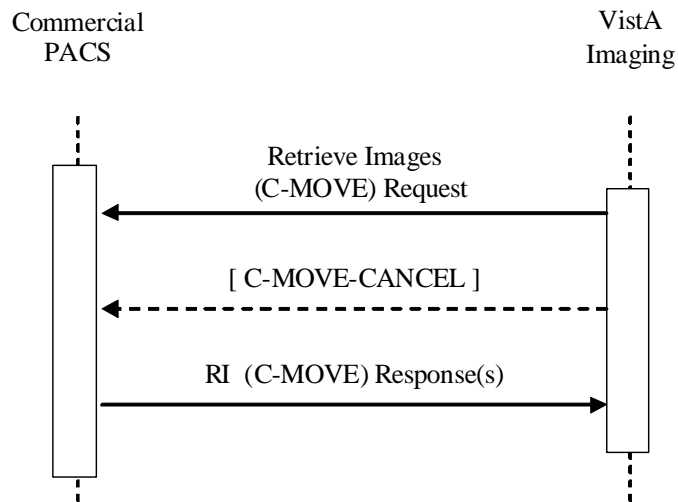 Commercial
PACS
VistA
Imaging
Retrieve Images
(C-MOVE) Request
[ C-MOVE-CANCEL ]
RI (C-MOVE) Response(s)